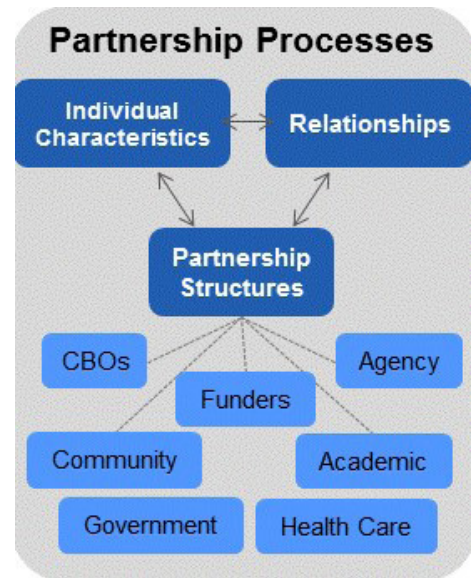 Partnership Processes
Individual
Characteristics
Relationships
Partnership
Structures
CBOs
Agency
Funders
Community
Academic
Government
Health Care